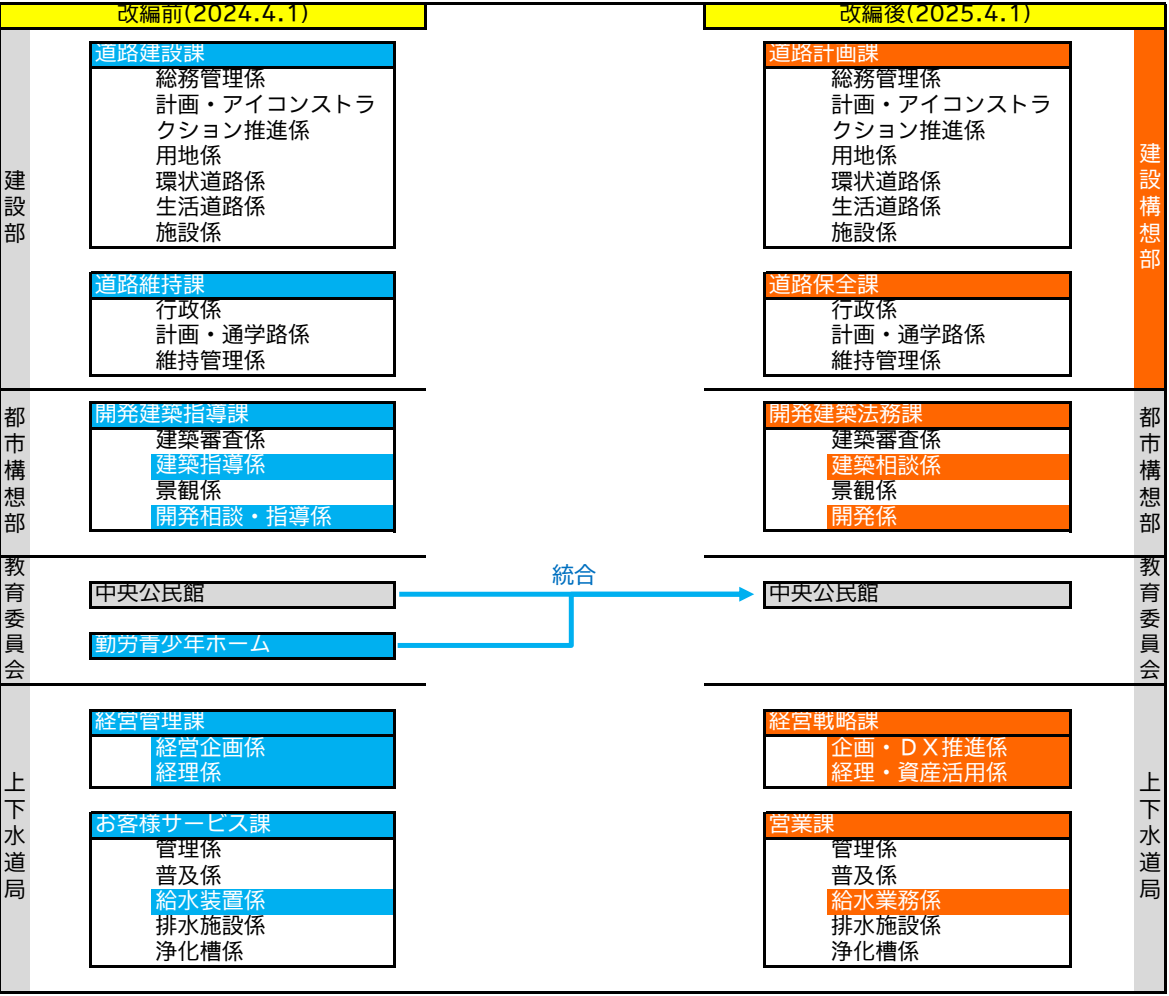 改編前(2024.4.1)
改編後(2025.4.1)
建設部
道路建設課
総務管理係
計画・アイコンストラ
クション推進係
用地係
環状道路係
生活道路係
施設係
道路維持課
行政係
計画・通学路係
維持管理係
道路計画課
総務管理係
計画・アイコンストラ
クション推進係
用地係
環状道路係
生活道路係
施設係
道路保全課
行政係
計画・通学路係
維持管理係
建設構想部
都市構想部
開発建築指導課
建築審査係
建築指導係
景観係
開発相談・指導係
開発建築法務課
建築審査係
建築相談係
景観係
開発係
都市構想部
教育委員会
中央公民館
勤労青少年ホーム
統合
中央公民館
教育委員会
上下水道局
経営管理課
経営企画係
経理係
お客様サービス課
管理係
普及係
給水装置係
排水施設係
浄化槽係
経営戦略課
企画・ＤＸ推進係
経理・資産活用係
営業課
管理係
普及係
給水業務係
排水施設係
浄化槽係
上下水道局